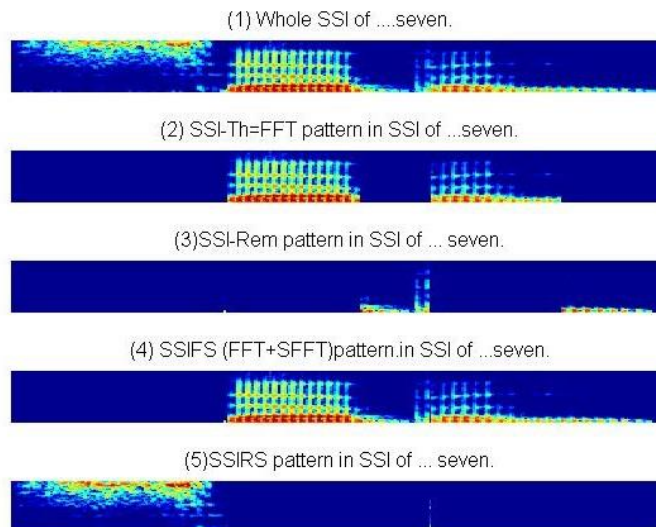 (1) Whole SSI of ....seven.
(2) SSI-Th=FFT pattern in SSI of ...seven.
(3)SSI-Rem pattern in SSI of ... seven.
(4) SSIFS (FFT+SFFT)pattern.in SSI of ...seven.
(5)SSIRS pattern in SSI of ... seven.